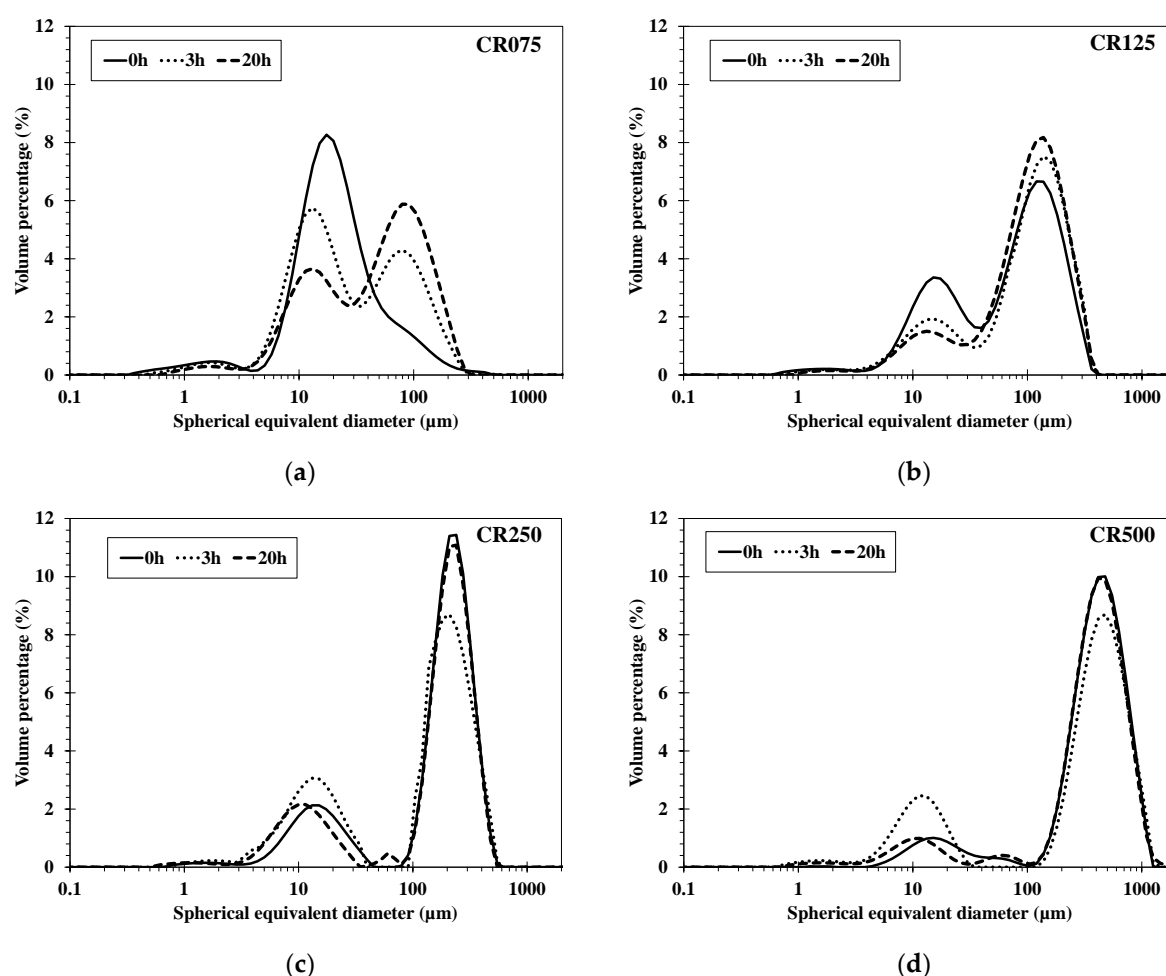 CR075
0h 3h 20h
12
10
8
6
4
2
0
Volume percentage (%)
0.1 1 10 100 1000
Spherical equivalent diameter (µm)
(a)
CR125
0h 3h 20h
12
10
8
6
4
2
0
Volume percentage (%)
0.1 1 10 100 1000
Spherical equivalent diameter (µm)
(b)
CR250
0h 3h 20h
12
10
8
6
4
2
0
Volume percentage (%)
0.1 1 10 100 1000
Spherical equivalent diameter (µm)
(c)
CR500
0h 3h 20h
12
10
8
6
4
2
0
Volume percentage (%)
0.1 1 10 100 1000
Spherical equivalent diameter (µm)
(d)